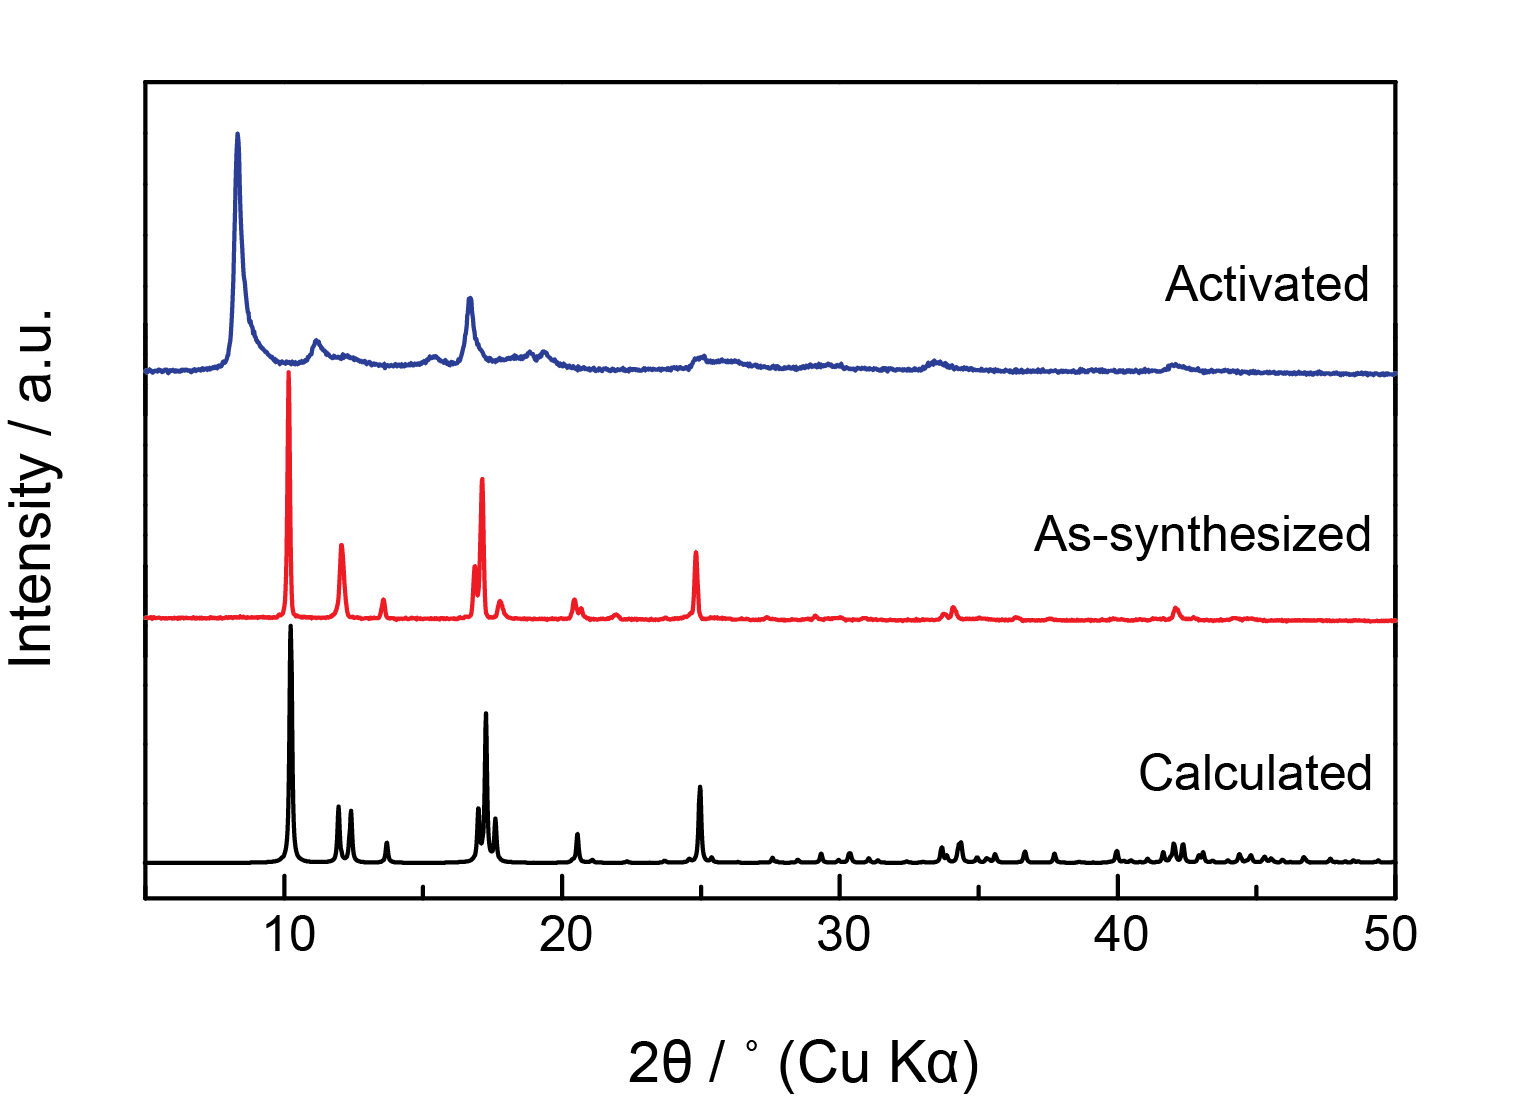 Activated
As-synthesized
Calculated
Intensity / a.u.
10 20 30 40 50
2θ / ° (Cu Kα)